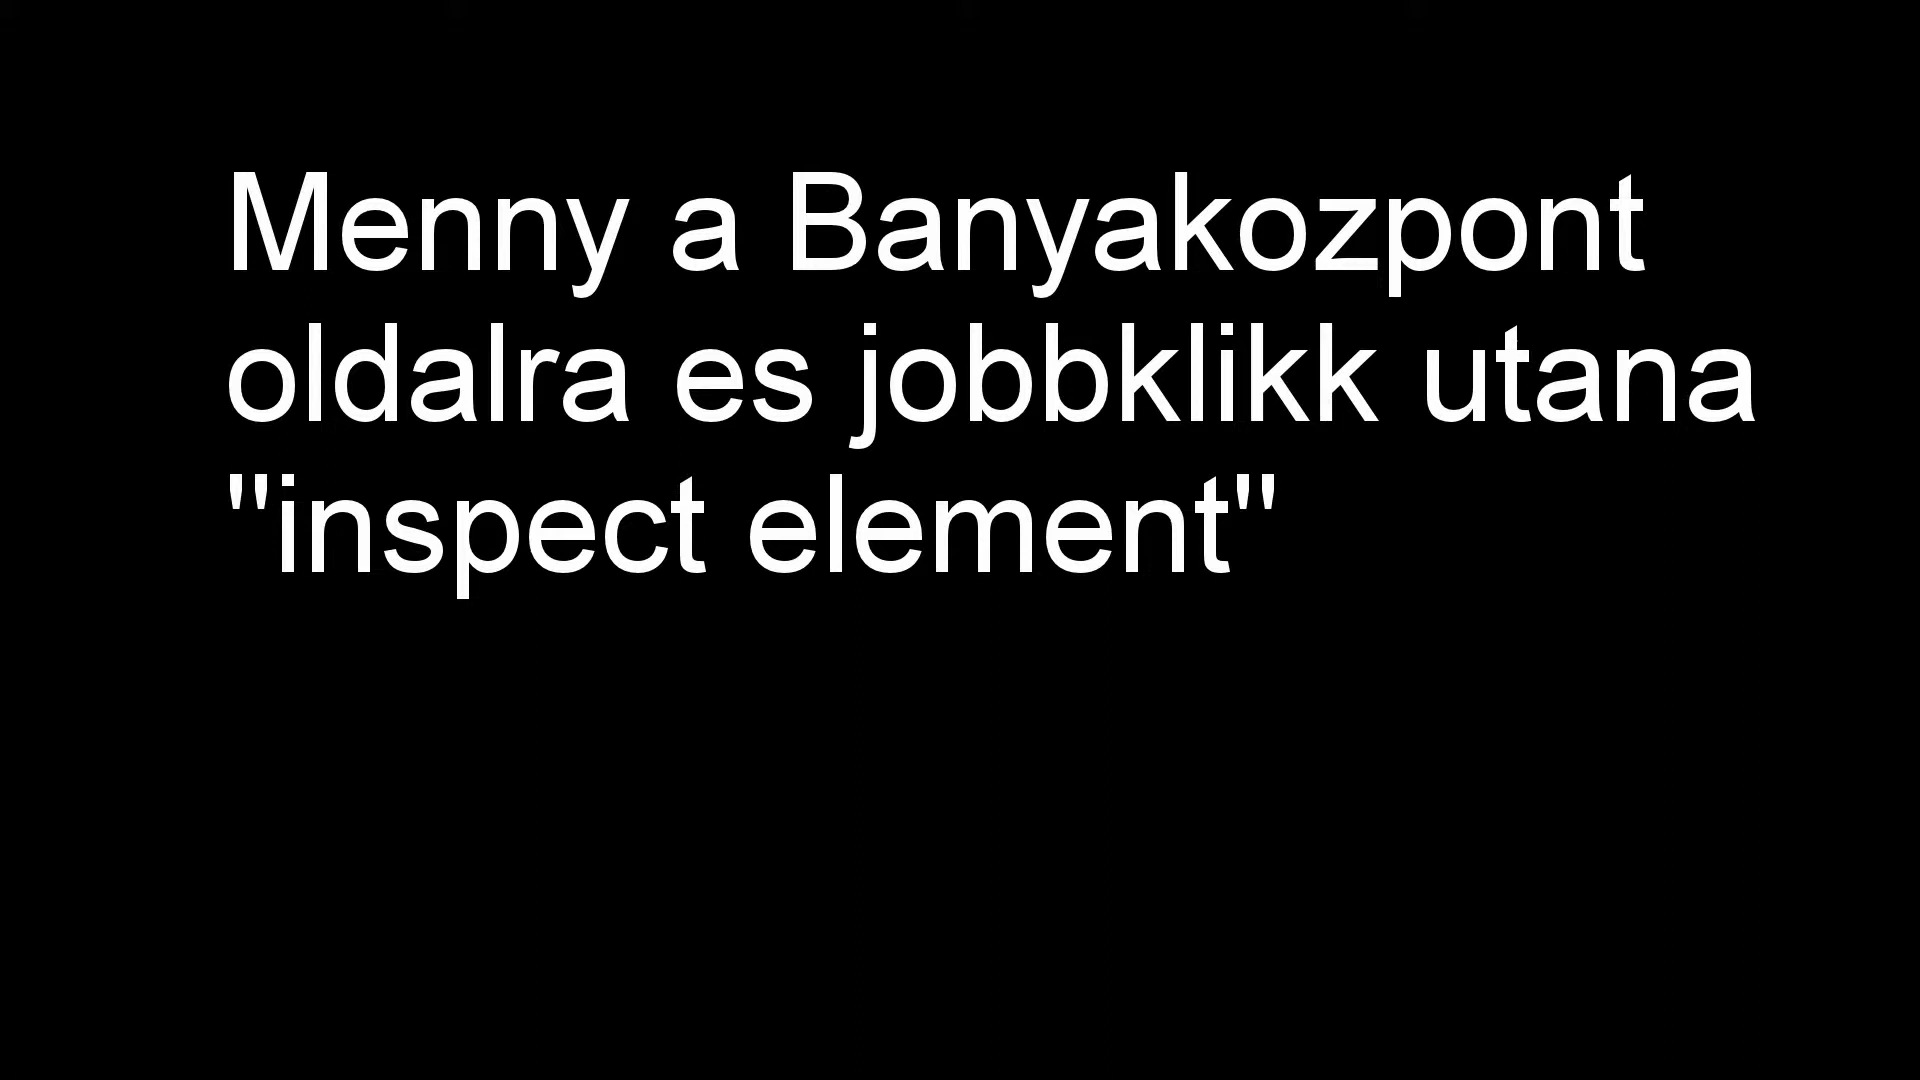 Menny a Banyakozpont
oldalra es jobbklikk utana
"inspect element"